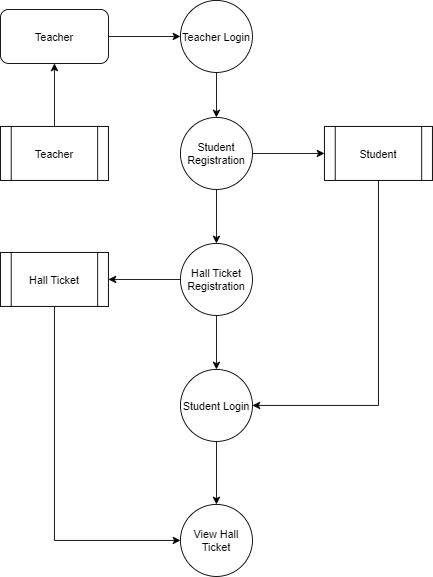 Teacher
Teacher Login
Teacher
Student
Registration
Student
Hall Ticket
Hall Ticket
Registration
Student Login
View Hall
Ticket